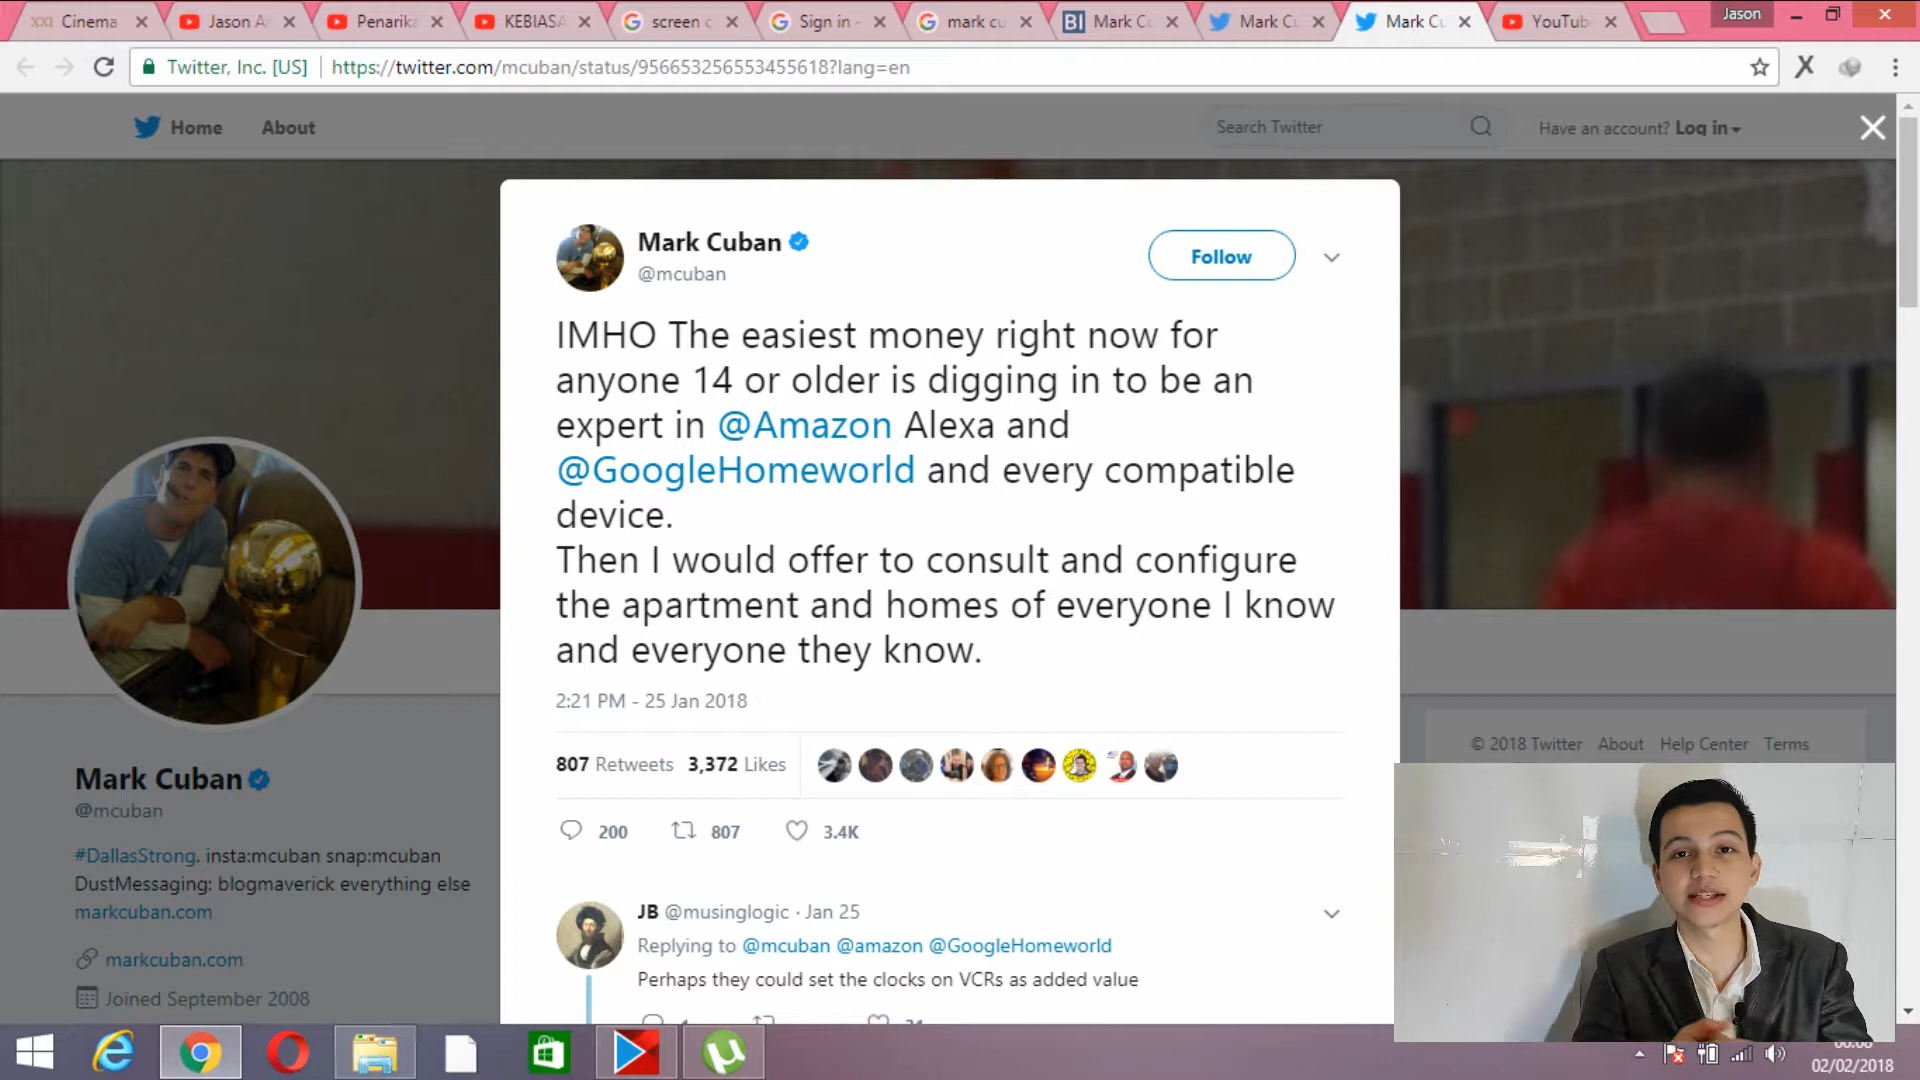 Cinema
Jason A
Penarika
KEBIASA
screen c
Sign in -
mark cu
BI Mark C
Mark C
Mark Cu
YouTub
Jason
Twitter, Inc. [US]
https://twitter.com/mcuban/status/956653256553455618?lang=en
Home
About
Search Twitter
Have an account? Log in
Mark Cuban
@mcuban
Follow
IMHO The easiest money right now for
anyone 14 or older is digging in to be an
expert in @Amazon Alexa and
@GoogleHomeworld and every compatible
device.
Then I would offer to consult and configure
the apartment and homes of everyone I know
and everyone they know.
2:21 PM - 25 Jan 2018
807 Retweets 3,372 Likes
200 807 3.4K
JB @musinglogic · Jan 25
Replying to @mcuban @amazon @GoogleHomeworld
Perhaps they could set the clocks on VCRs as added value
Mark Cuban
@mcuban
#DallasStrong. insta:mcuban snap:mcuban
DustMessaging: blogmaverick everything else
markcuban.com
markcuban.com
Joined September 2008
© 2018 Twitter About Help Center Terms
02/02/2018